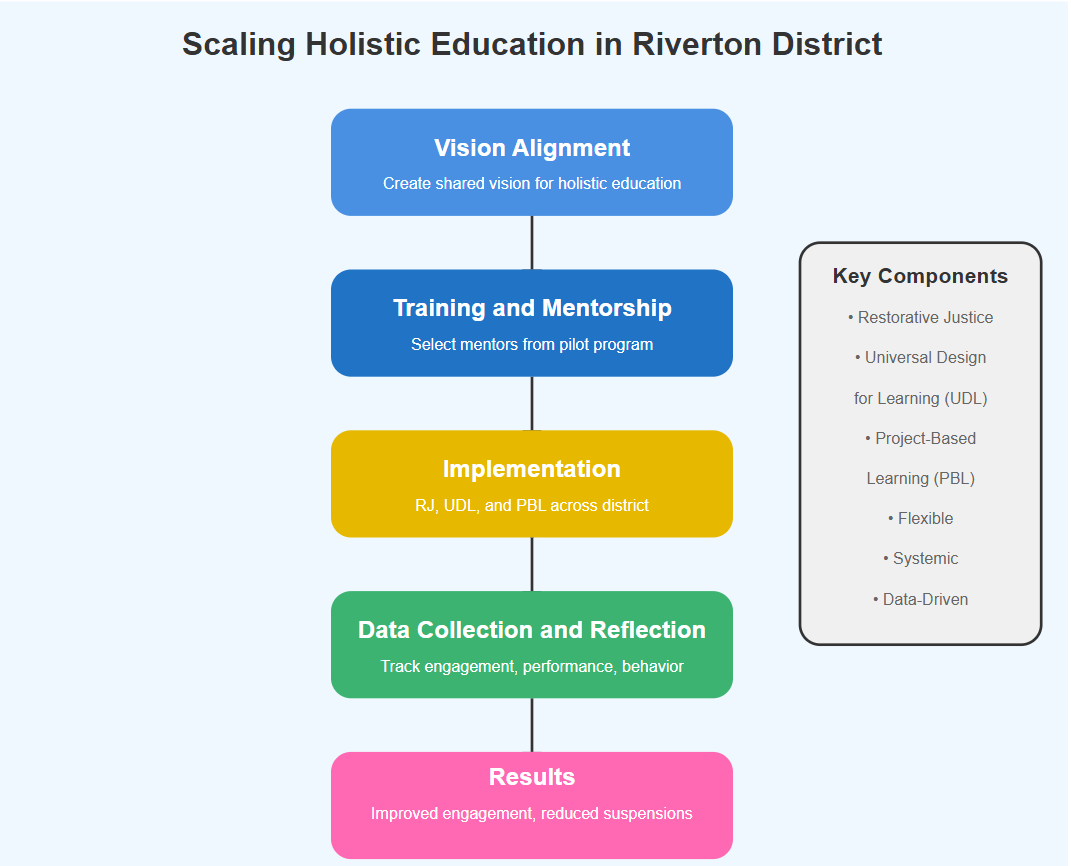 Scaling Holistic Education in Riverton District
Vision Alignment
Create shared vision for holistic education
Training and Mentorship
Select mentors from pilot program
Implementation
RJ, UDL, and PBL across district
Data Collection and Reflection
Track engagement, performance, behavior
Results
Improved engagement, reduced suspensions
Key Components
• Restorative Justice
• Universal Design
for Learning (UDL)
• Project-Based
Learning (PBL)
• Flexible
• Systemic
• Data-Driven